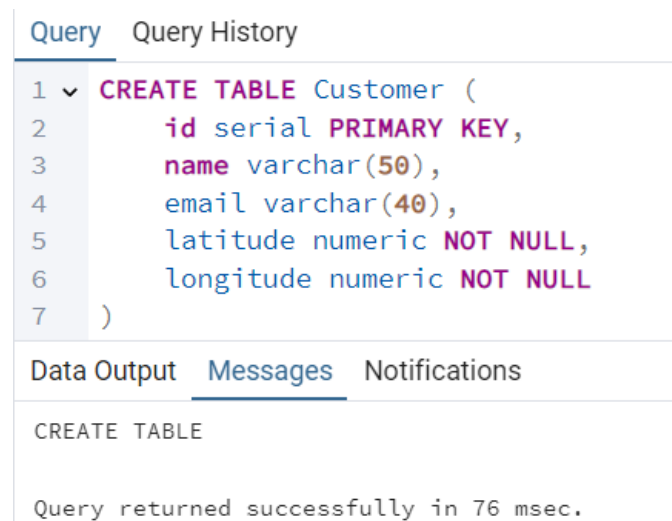 Query Query History
1 CREATE TABLE Customer (
2 id serial PRIMARY KEY,
3 name varchar(50),
4 email varchar(40),
5 latitude numeric NOT NULL,
6 longitude numeric NOT NULL
7 )
Data Output Messages Notifications
CREATE TABLE
Query returned successfully in 76 msec.